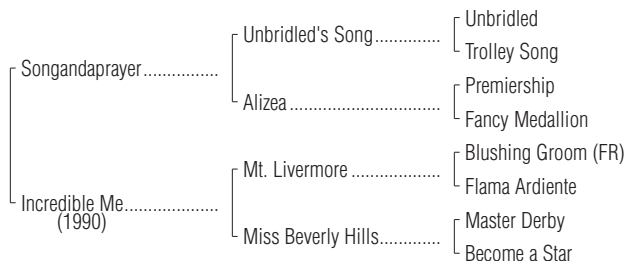 Unbridled
Unbridled's Song..............
Trolley Song
Songandaprayer................
Premiership
Alizea ................................
Fancy Medallion
Blushing Groom (FR)
Mt. Livermore ...................
Flama Ardiente
Incredible Me....................
(1990)
Master Derby
Miss Beverly Hills.............
Become a Star